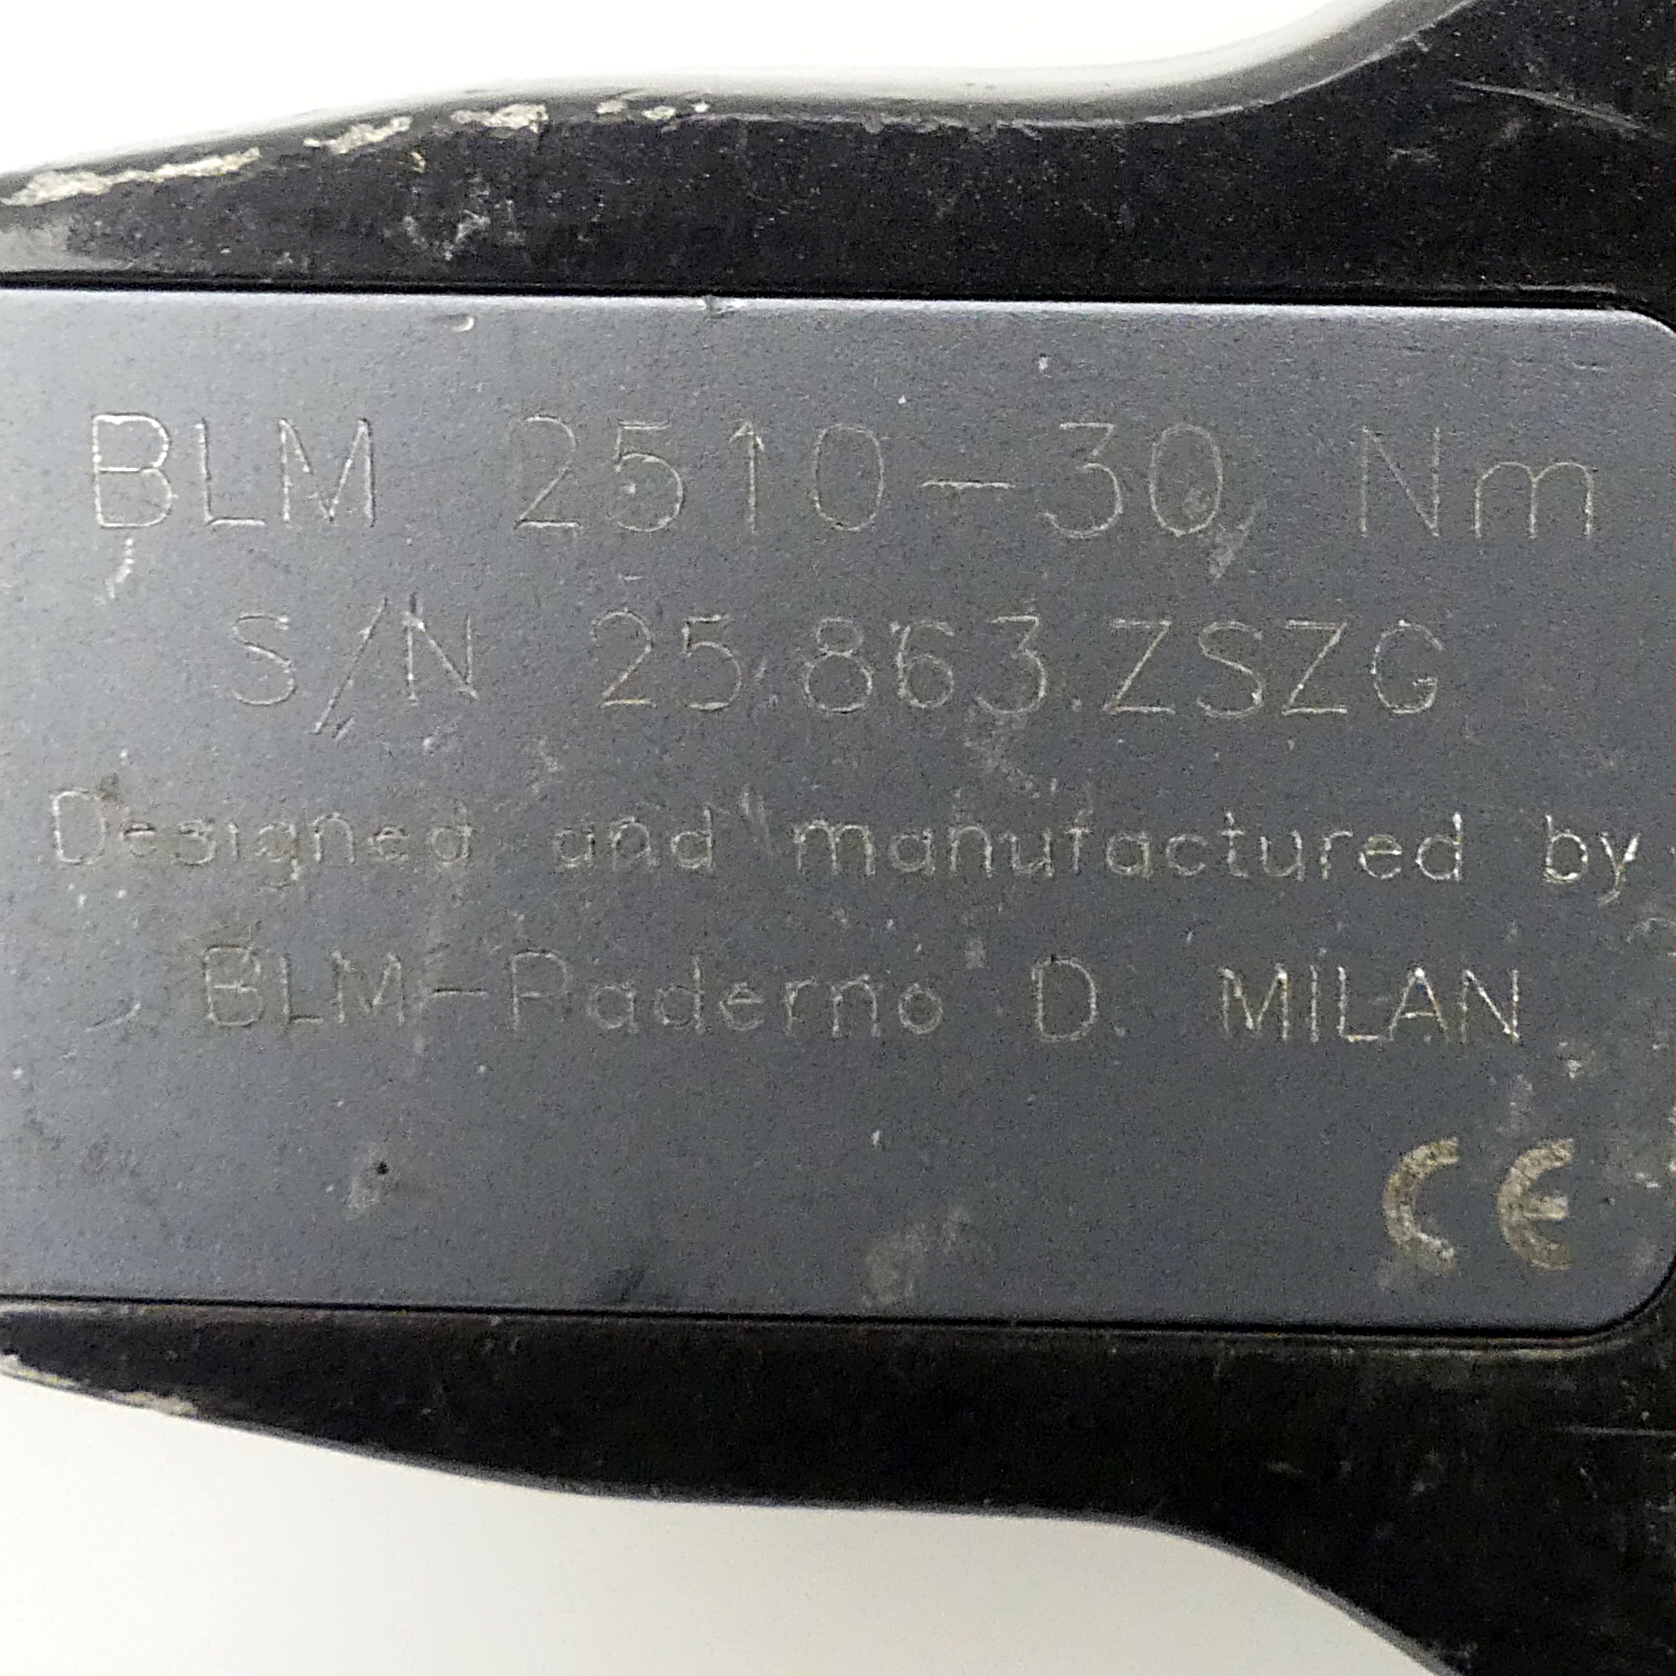 BLM 2510-30 Nm
S/N 25.863.ZSZG
Designed and manufactured by
BLM-Paderno D. MILAN
CE